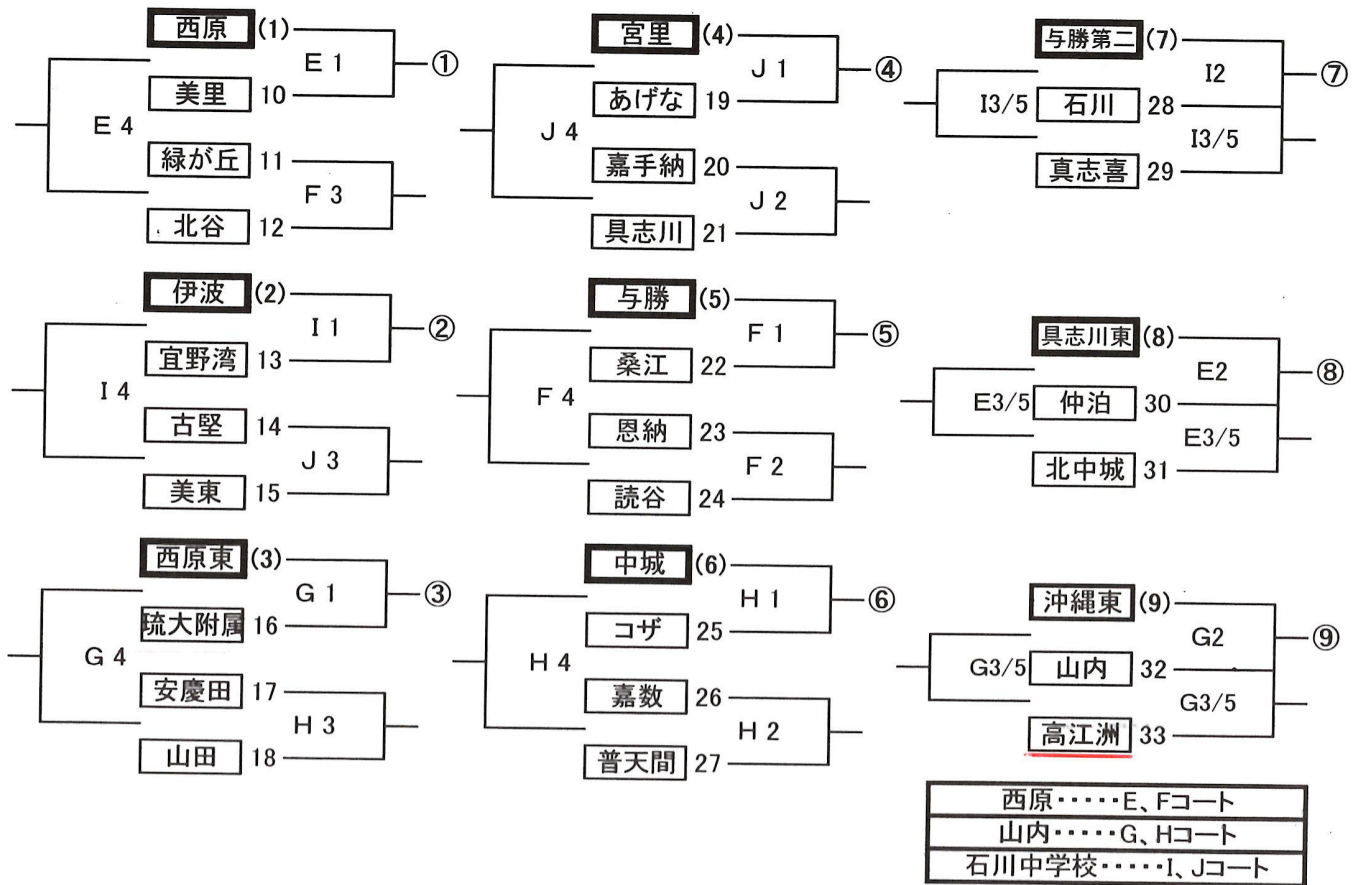 西原 (1)
E 1
①
美里 10
E 4
緑が丘 11
F 3
北谷 12
伊波 (2)
I 1
②
宜野湾 13
I 4
古堅 14
J 3
美東 15
西原東 (3)
G 1
③
琉大附属 16
G 4
安慶田 17
H 3
山田 18
宮里 (4)
J 1
④
あげな 19
J 4
嘉手納 20
J 2
具志川 21
与勝 (5)
F 1
⑤
桑江 22
F 4
恩納 23
F 2
読谷 24
中城 (6)
H 1
⑥
コザ 25
H 4
嘉数 26
H 2
普天間 27
与勝第二 (7)
I2
⑦
I3/5
石川 28
I3/5
真志喜 29
具志川東 (8)
E2
⑧
E3/5
仲泊 30
E3/5
北中城 31
沖縄東 (9)
G2
⑨
G3/5
山内 32
G3/5
高江洲 33
西原・・・・・E、Fコート
山内・・・・・G、Hコート
石川中学校・・・・・I、Jコート